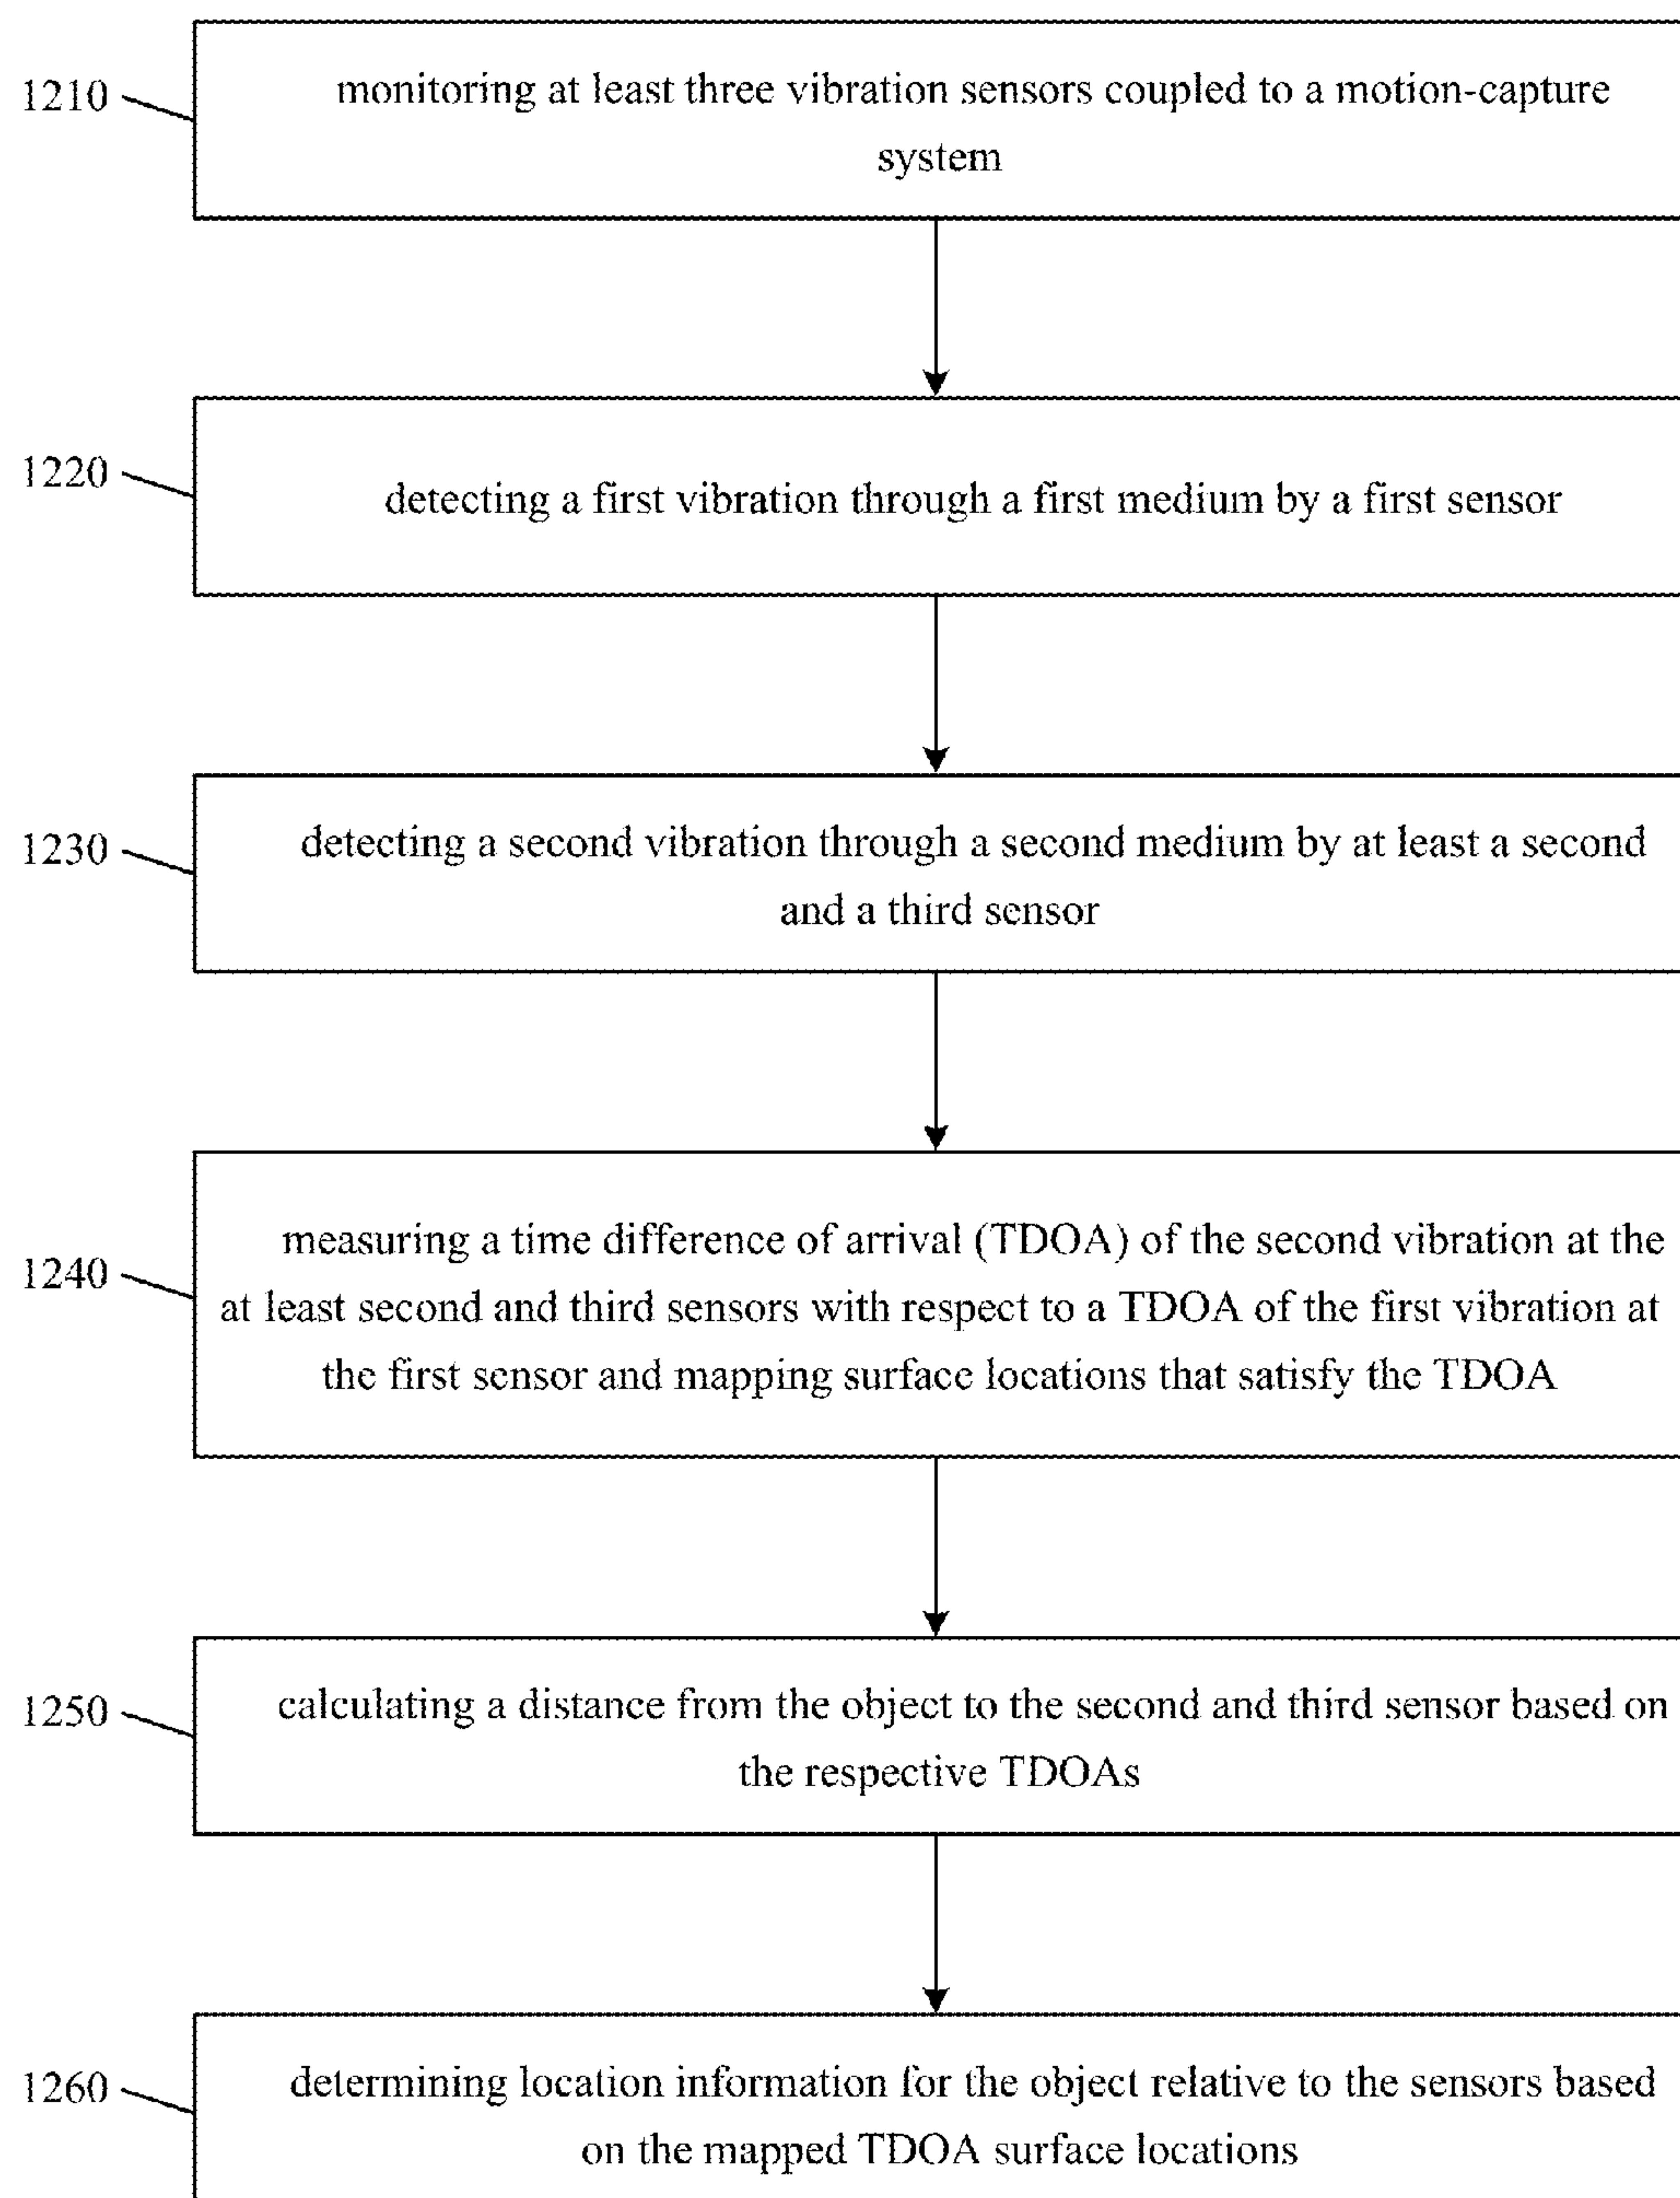 1210
monitoring at least three vibration sensors coupled to a motion-capture
system
1220
detecting a first vibration through a first medium by a first sensor
1230
detecting a second vibration through a second medium by at least a second
and a third sensor
1240
measuring a time difference of arrival (TDOA) of the second vibration at the
at least second and third sensors with respect to a TDOA of the first vibration at
the first sensor and mapping surface locations that satisfy the TDOA
1250
calculating a distance from the object to the second and third sensor based on
the respective TDOAs
1260
determining location information for the object relative to the sensors based
on the mapped TDOA surface locations